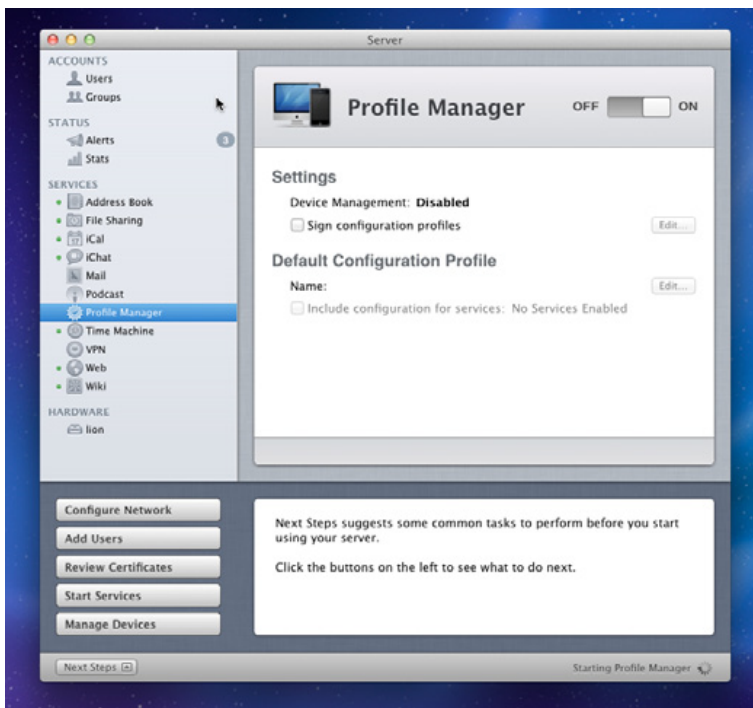 Server
ACCOUNTS
Users
Groups
STATUS
Alerts 3
Stats
SERVICES
Address Book
File Sharing
17 iCal
iChat
Mail
Podcast
Profile Manager
Time Machine
VPN
Web
Wiki
HARDWARE
lion
Profile Manager OFF ON
Settings
Device Management: Disabled
Sign configuration profiles Edit...
Default Configuration Profile
Name: Edit...
Include configuration for services: No Services Enabled
Configure Network
Add Users
Review Certificates
Start Services
Manage Devices
Next Steps suggests some common tasks to perform before you start
using your server.
Click the buttons on the left to see what to do next.
Next Steps
Starting Profile Manager